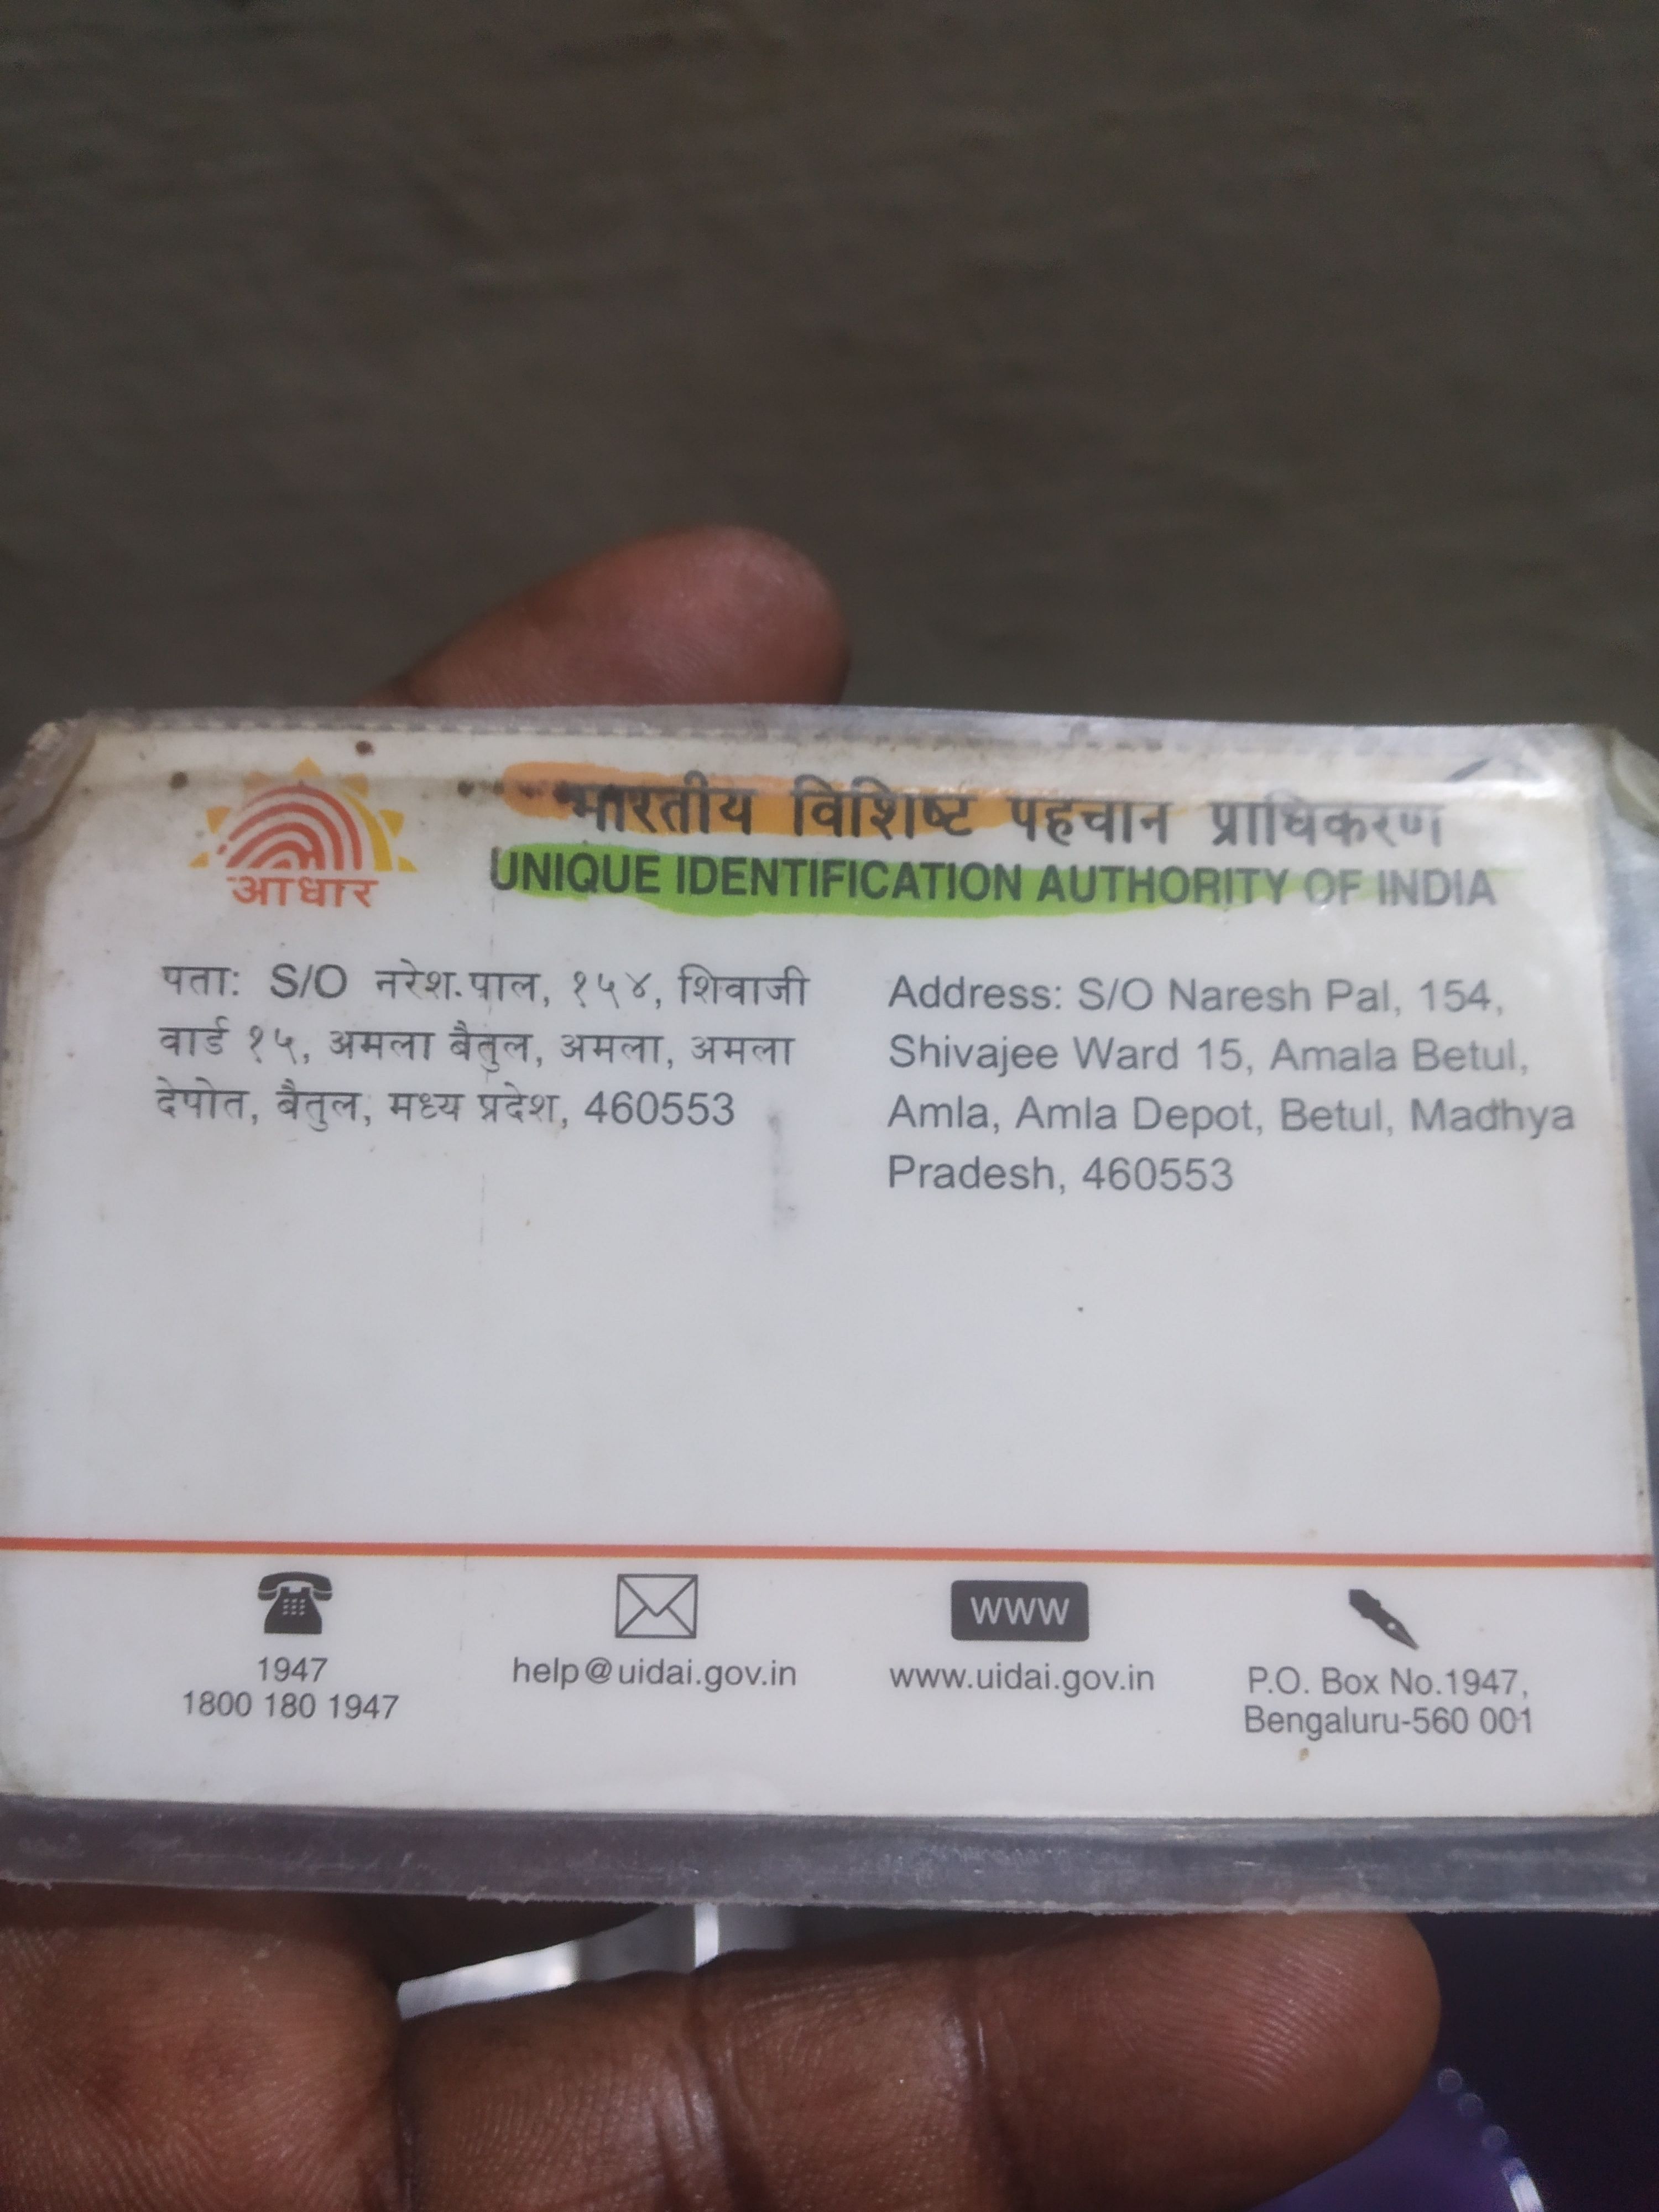 आधार
भारतीय विशिष्ट पहचान प्राधिकरण
UNIQUE IDENTIFICATION AUTHORITY OF INDIA
पता: S/O नरेश.पाल, १५४, शिवाजी
वार्ड १५, अमला बैतुल, अमला, अमला
देपोत, बैतुल, मध्य प्रदेश, 460553
Address: S/O Naresh Pal, 154,
Shivajee Ward 15, Amala Betul,
Amla, Amla Depot, Betul, Madhya
Pradesh, 460553
1947
1800 180 1947
help@uidai.gov.in
www
www.uidai.gov.in
P.O. Box No.1947,
Bengaluru-560 001